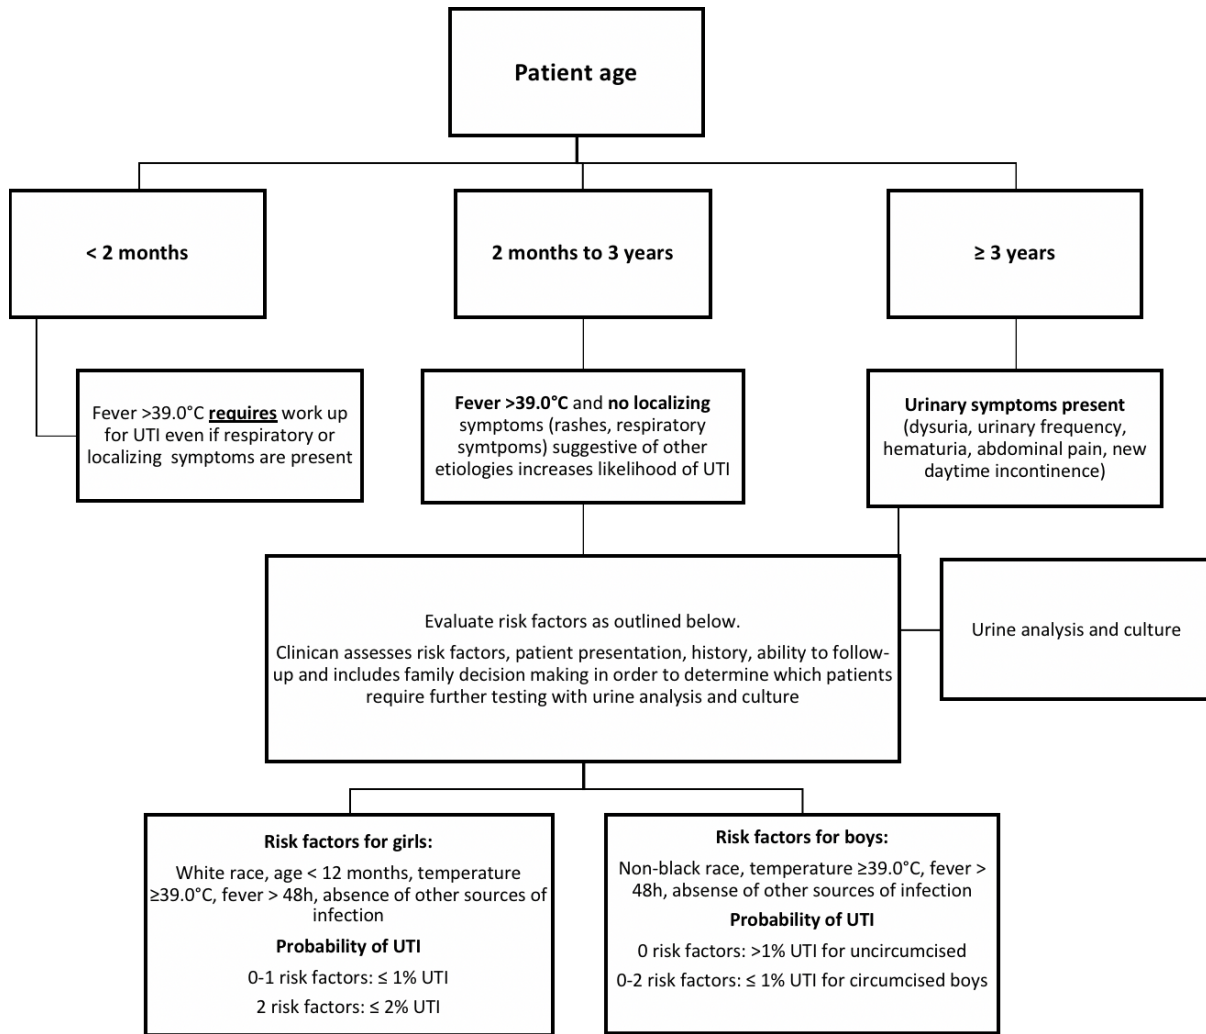 Patient age
< 2 months
2 months to 3 years
≥ 3 years
Fever >39.0°C requires work up
for UTI even if respiratory or
localizing symptoms are present
Fever >39.0°C and no localizing
symptoms (rashes, respiratory
symtpoms) suggestive of other
etiologies increases likelihood of UTI
Urinary symptoms present
(dysuria, urinary frequency,
hematuria, abdominal pain, new
daytime incontinence)
Evaluate risk factors as outlined below.
Clinican assesses risk factors, patient presentation, history, ability to follow-
up and includes family decision making in order to determine which patients
require further testing with urine analysis and culture
Urine analysis and culture
Risk factors for girls:
White race, age < 12 months, temperature
≥39.0°C, fever > 48h, absence of other sources of
infection
Probability of UTI
0-1 risk factors: ≤ 1% UTI
2 risk factors: ≤ 2% UTI
Risk factors for boys:
Non-black race, temperature ≥39.0°C, fever >
48h, absense of other sources of infection
Probability of UTI
0 risk factors: >1% UTI for uncircumcised
0-2 risk factors: ≤ 1% UTI for circumcised boys